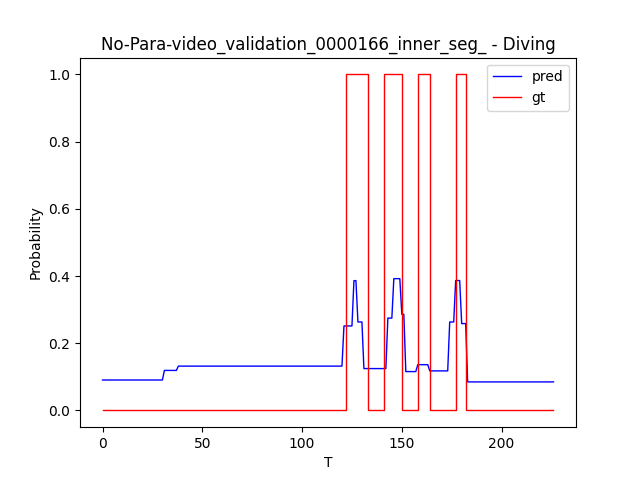 No-Para-video_validation_0000166_inner_seg_ - Diving
pred
gt
1.0
0.8
0.6
0.4
0.2
0.0
Probability
0
50
100
150
200
T